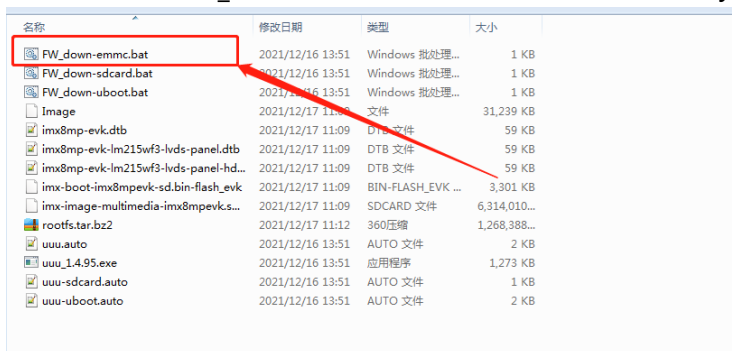 名称 修改日期 类型 大小
FW_down-emmc.bat 2021/12/16 13:51 Windows 批处理... 1 KB
FW_down-sdcard.bat 2021/12/16 13:51 Windows 批处理... 1 KB
FW_down-uboot.bat 2021/12/16 13:51 Windows 批处理... 1 KB
Image 2021/12/17 11:09 文件 31,239 KB
imx8mp-evk.dtb 2021/12/17 11:09 DTB 文件 59 KB
imx8mp-evk-lm215wf3-lvds-panel.dtb 2021/12/17 11:09 DTB 文件 59 KB
imx8mp-evk-lm215wf3-lvds-panel-hd... 2021/12/17 11:09 DTB 文件 59 KB
imx-boot-imx8mpevk-sd.bin-flash_evk 2021/12/17 11:09 BIN-FLASH_EVK ... 3,301 KB
imx-image-multimedia-imx8mpevk.s... 2021/12/17 11:09 SDCARD 文件 6,314,010...
rootfs.tar.bz2 2021/12/17 11:12 360压缩 1,268,388...
uuu.auto 2021/12/16 13:51 AUTO 文件 2 KB
uuu_1.4.95.exe 2021/12/16 13:51 应用程序 1,273 KB
uuu-sdcard.auto 2021/12/16 13:51 AUTO 文件 1 KB
uuu-uboot.auto 2021/12/16 13:51 AUTO 文件 2 KB